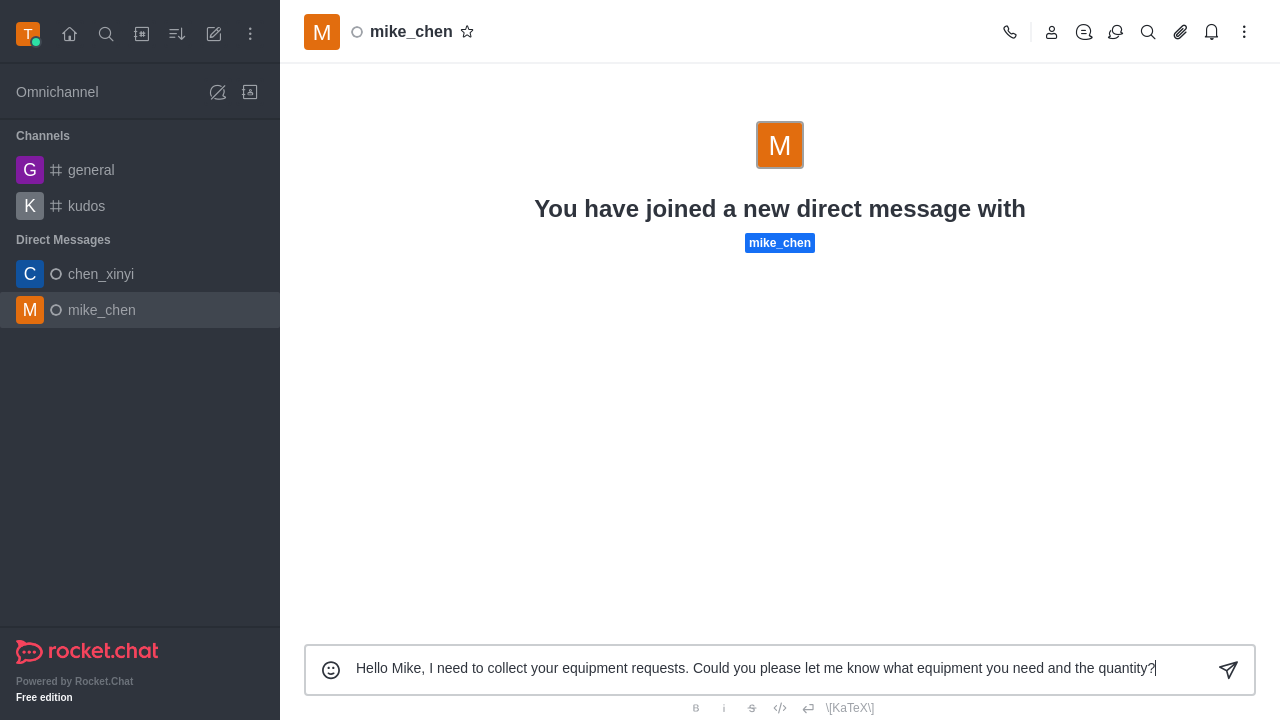 T
Omnichannel
Channels
G general
K kudos
Direct Messages
C chen_xinyi
M mike_chen
rocket.chat
Powered by Rocket.Chat
Free edition
M mike_chen
M
You have joined a new direct message with
mike_chen
Hello Mike, I need to collect your equipment requests. Could you please let me know what equipment you need and the quantity?
B i S \[KaTeX\]